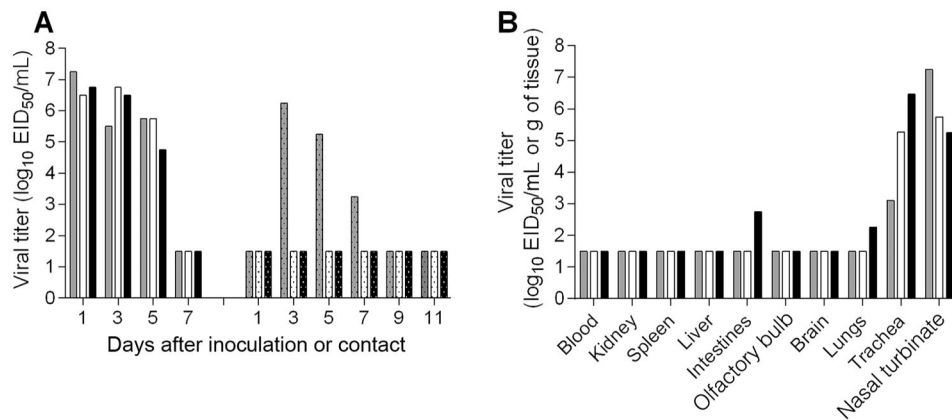 A
Viral titer (log10 EID50/mL)
8
7
6
5
4
3
2
1
0
1 3 5 7 1 3 5 7 9 11
Days after inoculation or contact
B
Viral titer
(log10 EID50/mL or g of tissue)
8
7
6
5
4
3
2
1
0
Blood
Kidney
Spleen
Liver
Intestines
Olfactory bulb
Brain
Lungs
Trachea
Nasal turbinate